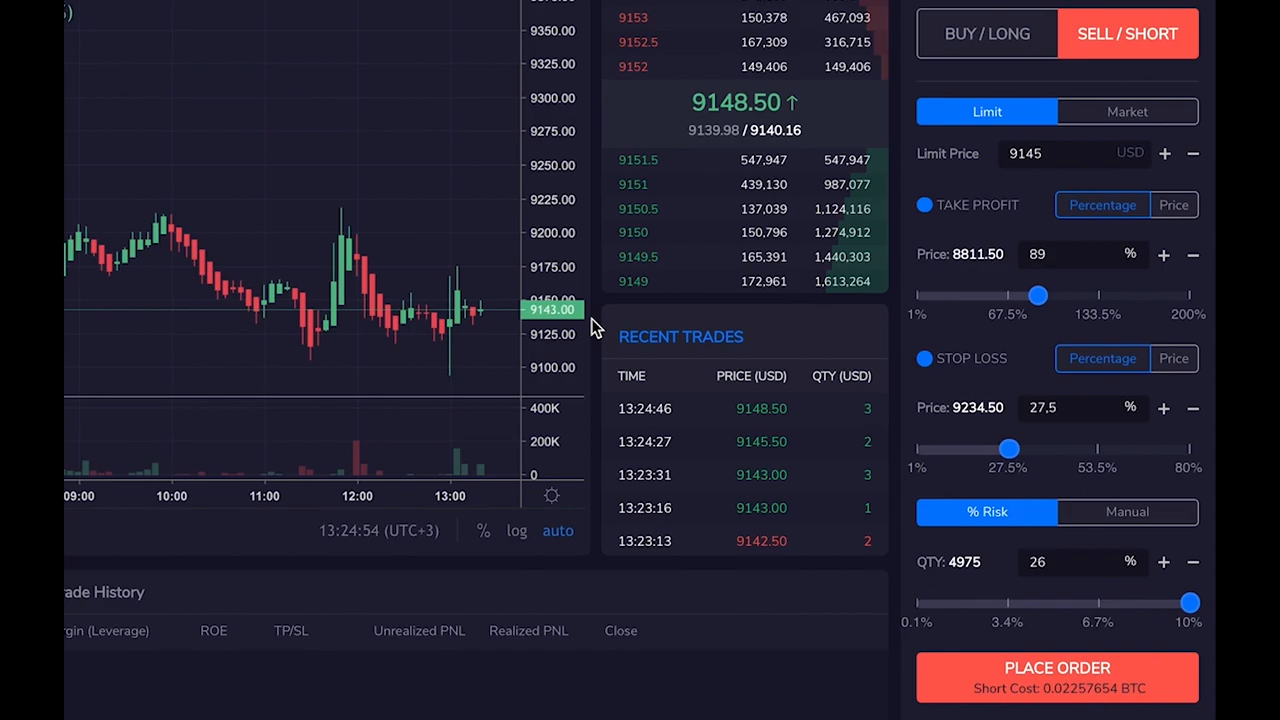 9350.00
9325.00
9300.00
9275.00
9250.00
9225.00
9200.00
9175.00
9150.00
9143.00
9125.00
9100.00
400K
200K
0
09:00 10:00 11:00 12:00 13:00
13:24:54 (UTC+3) % log auto
9153 150,378 467,093
9152.5 167,309 316,715
9152 149,406 149,406
9148.50 ↑
9139.98 / 9140.16
9151.5 547,947 547,947
9151 439,130 987,077
9150.5 137,039 1,124,116
9150 150,796 1,274,912
9149.5 165,391 1,440,303
9149 172,961 1,613,264
RECENT TRADES
TIME PRICE (USD) QTY (USD)
13:24:46 9148.50 3
13:24:27 9145.50 2
13:23:31 9143.00 3
13:23:16 9143.00 1
13:23:13 9142.50 2
rade History
rgin (Leverage) ROE TP/SL Unrealized PNL Realized PNL Close
BUY / LONG SELL / SHORT
Limit Market
Limit Price 9145 USD + −
TAKE PROFIT Percentage Price
Price: 8811.50 89 % + −
1% 67.5% 133.5% 200%
STOP LOSS Percentage Price
Price: 9234.50 27,5 % + −
1% 27.5% 53.5% 80%
% Risk Manual
QTY: 4975 26 % + −
0.1% 3.4% 6.7% 10%
PLACE ORDER
Short Cost: 0.02257654 BTC